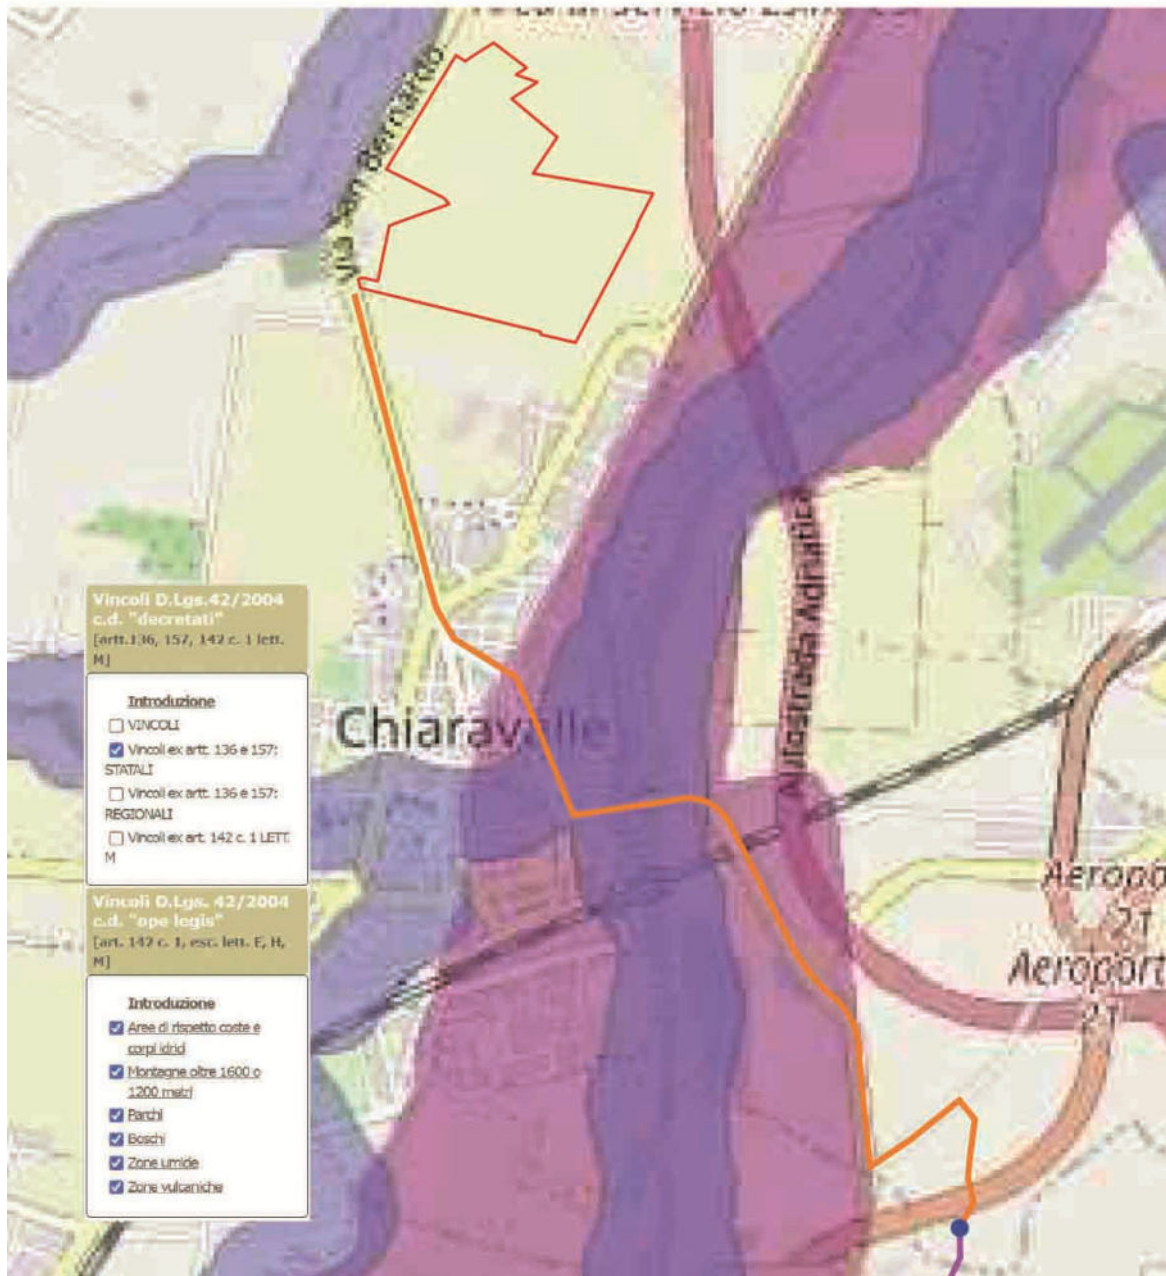 Via San Bernardo
Autostrada Adriatica
Chiaravalle
Vincoli D.Lgs.42/2004
c.d. "decretati"
[artt.136, 157, 142 c. 1 lett.
M]
Introduzione
VINCOLI
Vincoli ex artt. 136 e 157:
STATALI
Vincoli ex artt. 136 e 157:
REGIONALI
Vincoli ex art. 142 c. 1 LETT.
M
Vincoli D.Lgs. 42/2004
c.d. "ope legis"
[art. 142 c. 1, esc. lett. E, H,
M]
Introduzione
Aree di rispetto coste e
corpi idrici
Montagne oltre 1600 o
1200 metri
Parchi
Boschi
Zone umide
Zone vulcaniche
Aeropo
21
Aeroport
21